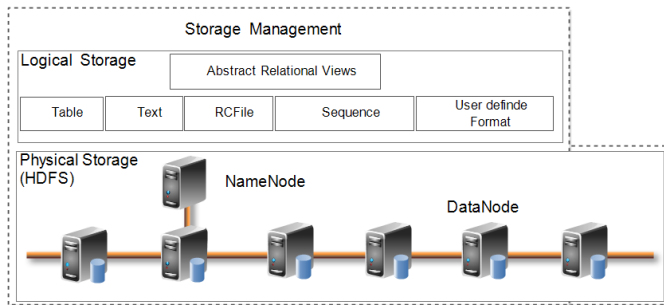 Storage Management
Logical Storage
Abstract Relational Views
Table
Text
RCFile
Sequence
User definde
Format
Physical Storage
(HDFS)
NameNode
DataNode